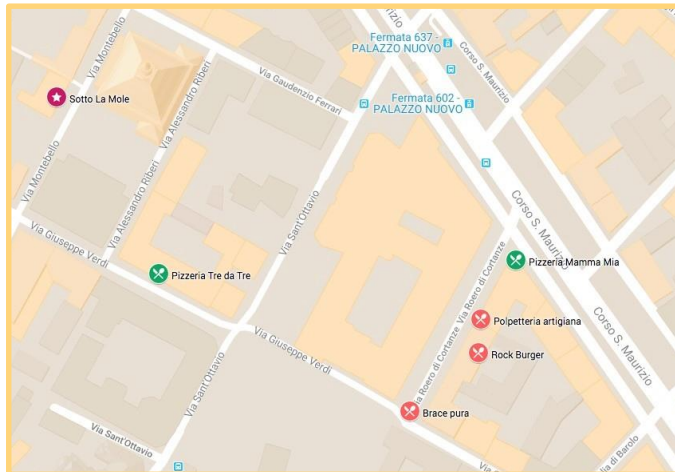 Fermata 637 -
PALAZZO NUOVO
Corso S. Maurizio
Via Montebello
Via Gaudenzio Ferrari
Sotto La Mole
Fermata 602 -
PALAZZO NUOVO
Via Alessandro Riberi
Via Alessandro Riberi
Via Montebello
Via Sant'Ottavio
Corso S. Maurizio
Via Giuseppe Verdi
Pizzeria Tre da Tre
Via Roero di Cortanze
Pizzeria Mamma Mia
Polpetteria artigiana
Corso S. Maurizio
Via Giuseppe Verdi
Rock Burger
Via Roero di Cortanze
Via Sant'Ottavio
Brace pura
Via Sant'Ottavio
di Barolo